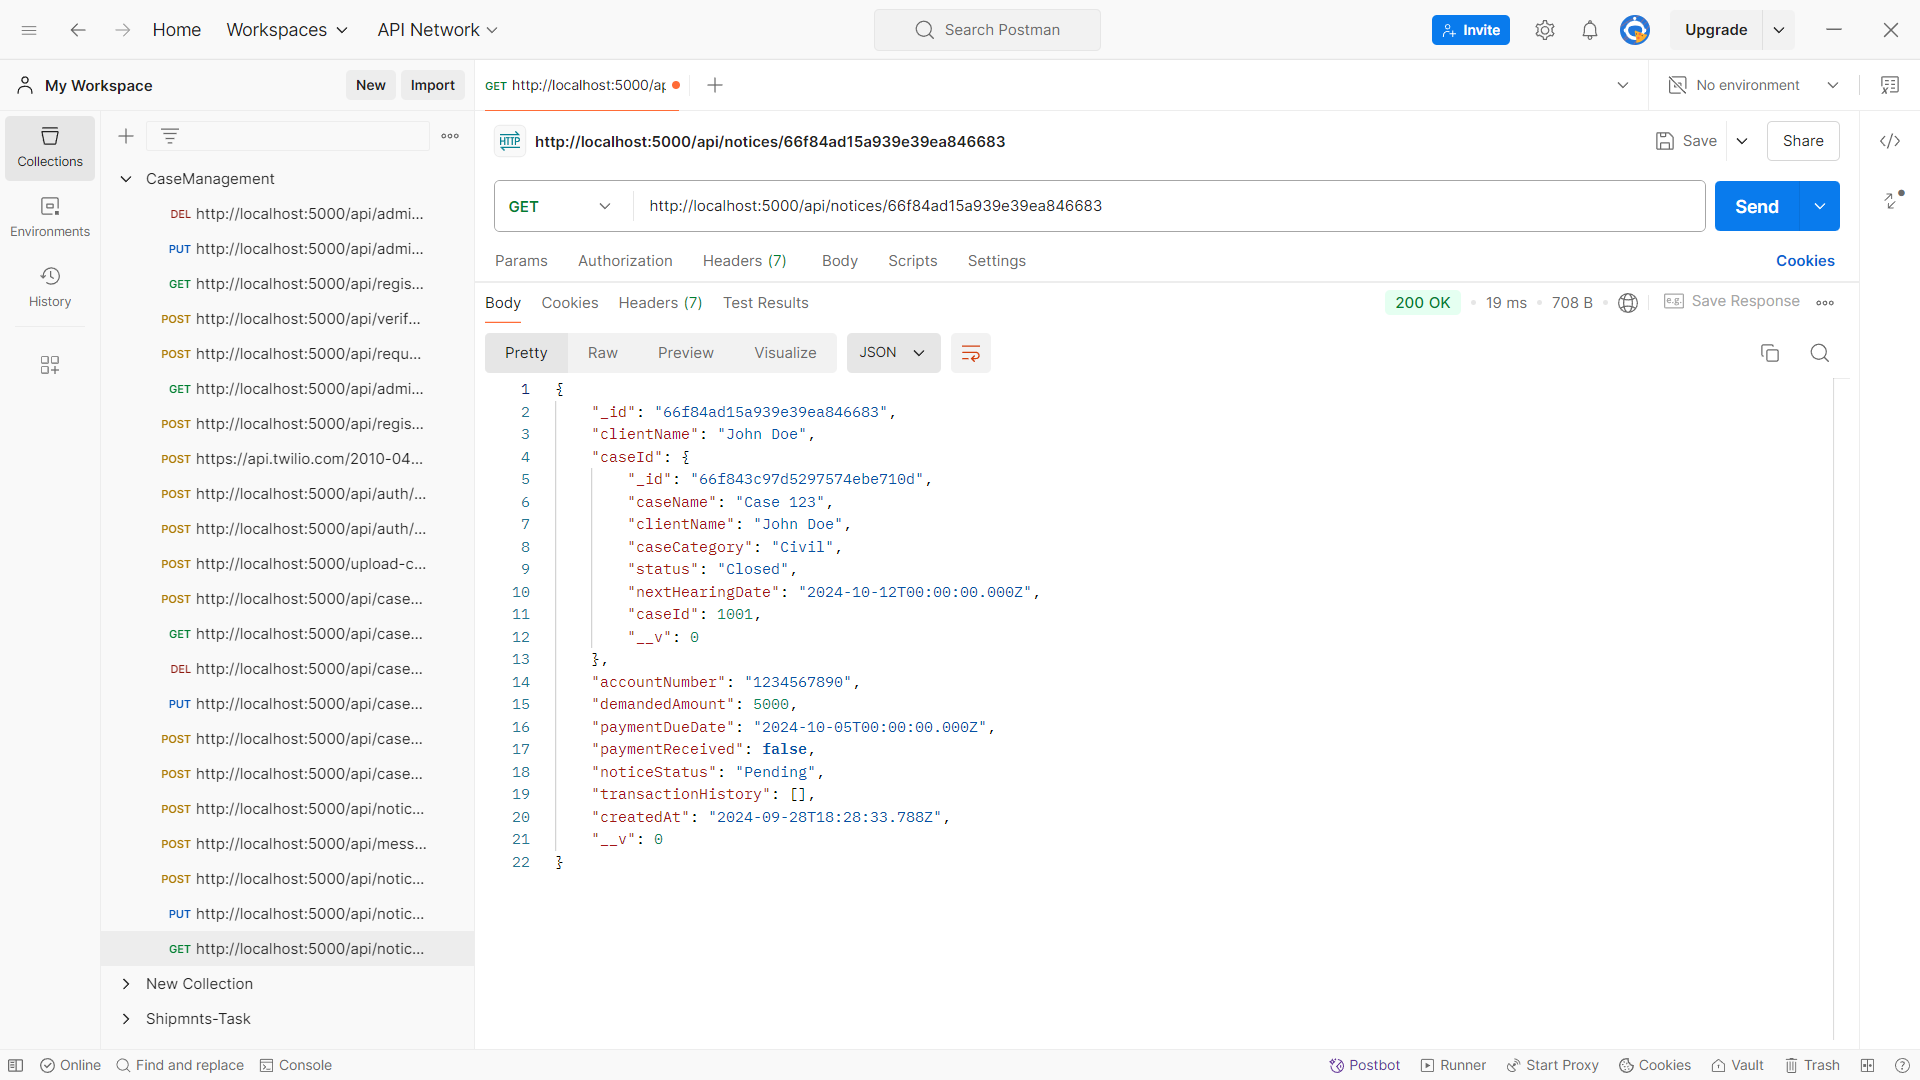 Home
Workspaces
API Network
Search Postman
Invite
Upgrade
My Workspace
New
Import
GET http://localhost:5000/ap
No environment
Collections
Environments
History
CaseManagement
DEL http://localhost:5000/api/admi...
PUT http://localhost:5000/api/admi...
GET http://localhost:5000/api/regis...
POST http://localhost:5000/api/verif...
POST http://localhost:5000/api/requ...
GET http://localhost:5000/api/admi...
POST http://localhost:5000/api/regis...
POST https://api.twilio.com/2010-04...
POST http://localhost:5000/api/auth/...
POST http://localhost:5000/api/auth/...
POST http://localhost:5000/upload-c...
POST http://localhost:5000/api/case...
GET http://localhost:5000/api/case...
DEL http://localhost:5000/api/case...
PUT http://localhost:5000/api/case...
POST http://localhost:5000/api/case...
POST http://localhost:5000/api/case...
POST http://localhost:5000/api/notic...
POST http://localhost:5000/api/mess...
POST http://localhost:5000/api/notic...
PUT http://localhost:5000/api/notic...
GET http://localhost:5000/api/notic...
New Collection
Shipmnts-Task
HTTP http://localhost:5000/api/notices/66f84ad15a939e39ea846683
Save
Share
GET http://localhost:5000/api/notices/66f84ad15a939e39ea846683
Send
Params Authorization Headers (7) Body Scripts Settings
Cookies
Body Cookies Headers (7) Test Results
200 OK 19 ms 708 B
e.g. Save Response
Pretty Raw Preview Visualize JSON
1 {
2 "_id": "66f84ad15a939e39ea846683",
3 "clientName": "John Doe",
4 "caseId": {
5 "_id": "66f843c97d5297574ebe710d",
6 "caseName": "Case 123",
7 "clientName": "John Doe",
8 "caseCategory": "Civil",
9 "status": "Closed",
10 "nextHearingDate": "2024-10-12T00:00:00.000Z",
11 "caseId": 1001,
12 "__v": 0
13 },
14 "accountNumber": "1234567890",
15 "demandedAmount": 5000,
16 "paymentDueDate": "2024-10-05T00:00:00.000Z",
17 "paymentReceived": false,
18 "noticeStatus": "Pending",
19 "transactionHistory": [],
20 "createdAt": "2024-09-28T18:28:33.788Z",
21 "__v": 0
22 }
Online Find and replace Console
Postbot Runner Start Proxy Cookies Vault Trash